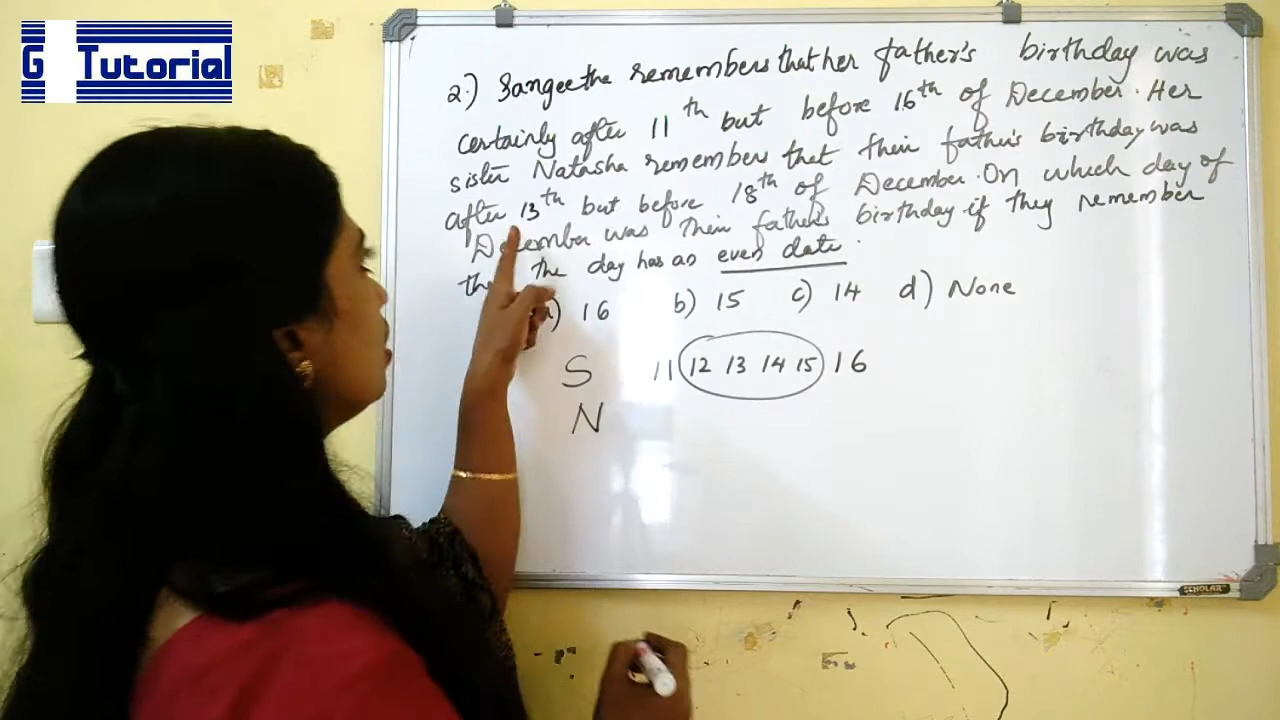 G Tutorial
2.) Sangeetha remembers that her father's birthday was
certainly after 11th but before 16th of December. Her
sister Natasha remembers that their father's birthday was
after 13th but before 18th of December. On which day of
December was their father's birthday if they remember
the day has an even date.
16 b) 15 c) 14 d) None
S 11 12 13 14 15 16
N
SCHOLAR